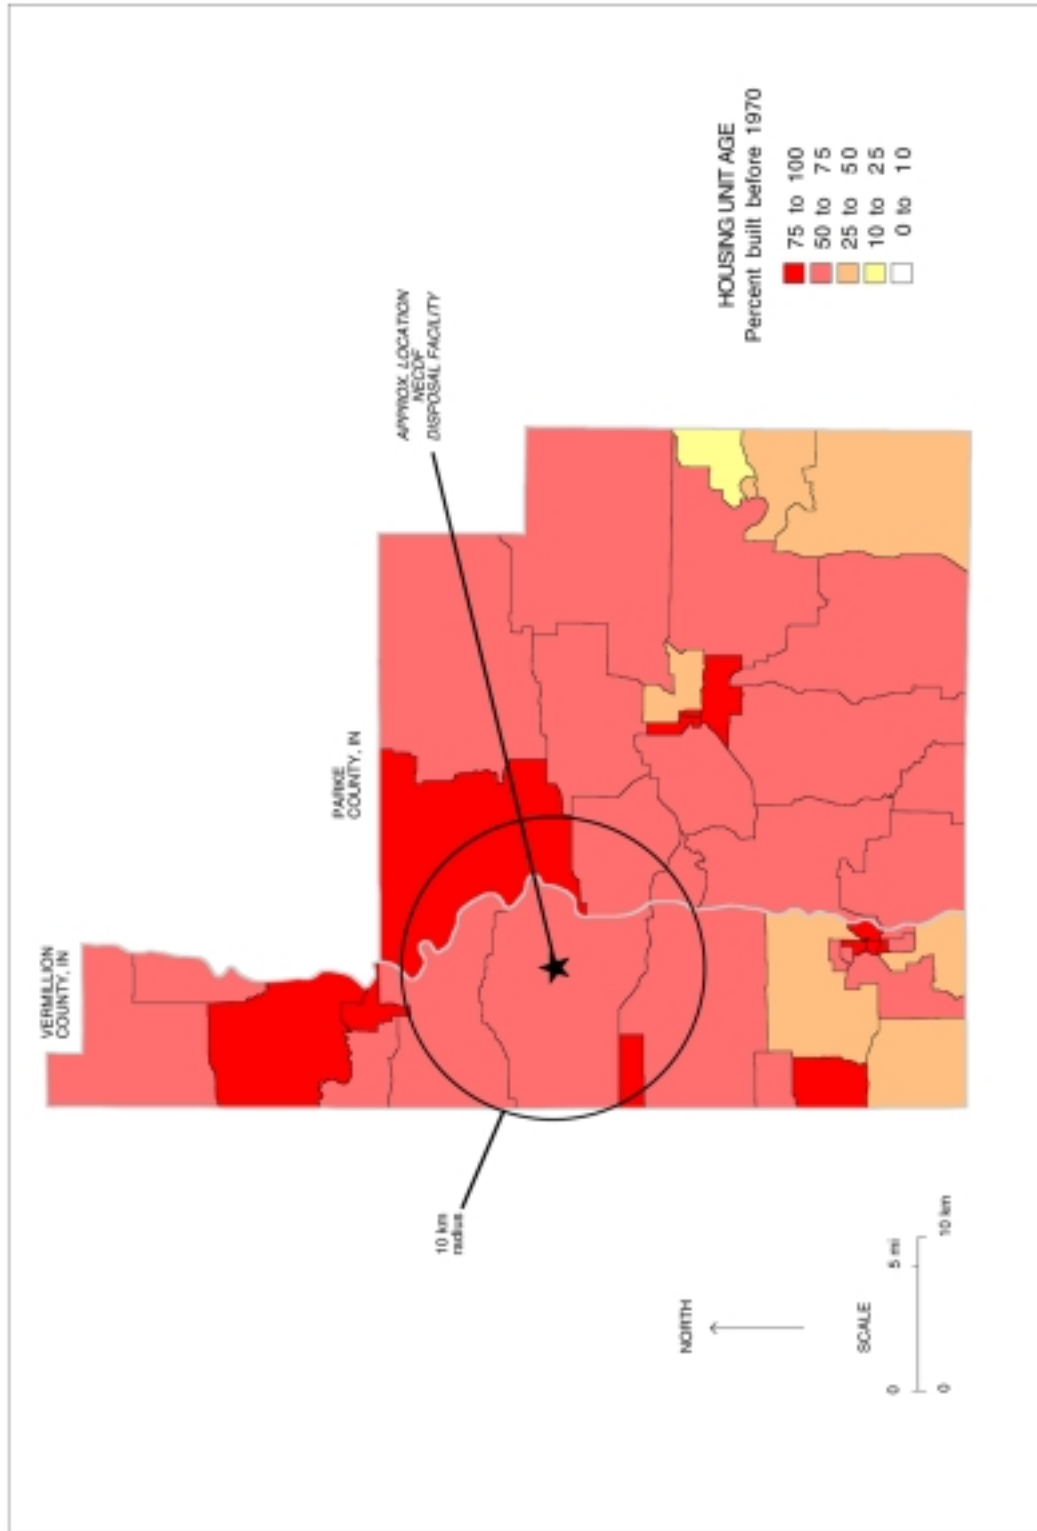 VERMILLION
COUNTY, IN
PARKE
COUNTY, IN
APPROX. LOCATION
NECDF
DISPOSAL FACILITY
HOUSING UNIT AGE
Percent built before 1970
75 to 100
50 to 75
25 to 50
10 to 25
0 to 10
10 km
radius
NORTH
SCALE
0 5 mi
0 10 km